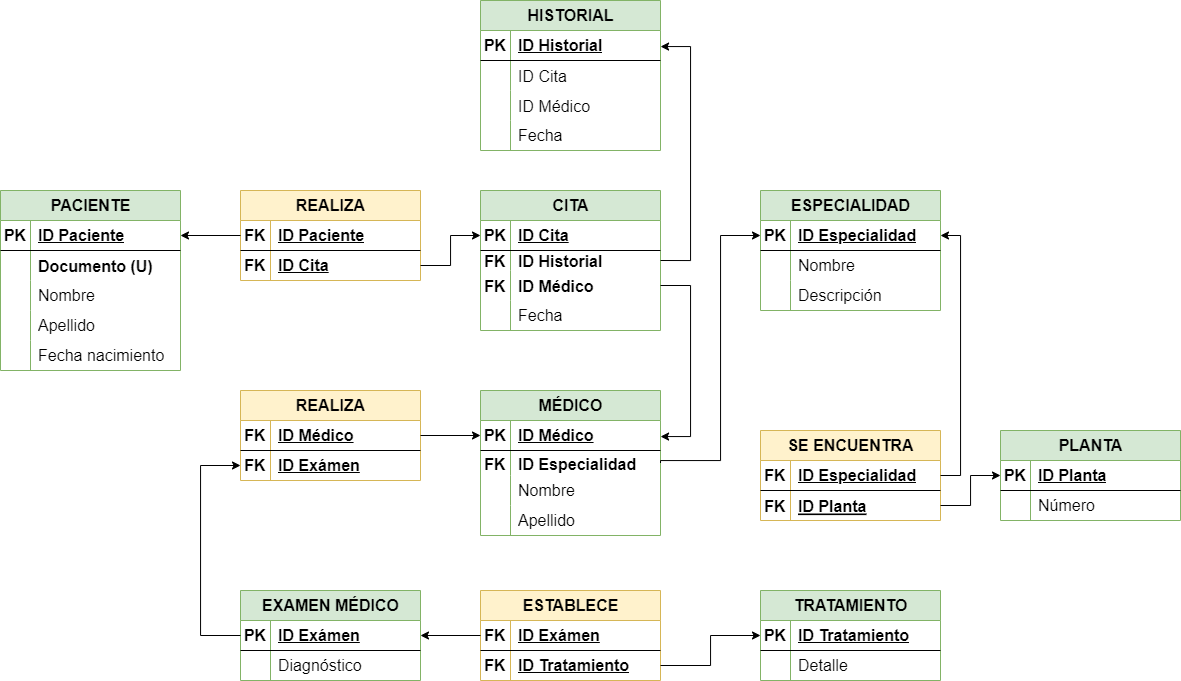 HISTORIAL
PK ID Historial
ID Cita
ID Médico
Fecha
PACIENTE
PK ID Paciente
Documento (U)
Nombre
Apellido
Fecha nacimiento
REALIZA
FK ID Paciente
FK ID Cita
CITA
PK ID Cita
FK ID Historial
FK ID Médico
Fecha
ESPECIALIDAD
PK ID Especialidad
Nombre
Descripción
REALIZA
FK ID Médico
FK ID Exámen
MÉDICO
PK ID Médico
FK ID Especialidad
Nombre
Apellido
SE ENCUENTRA
FK ID Especialidad
FK ID Planta
PLANTA
PK ID Planta
Número
EXAMEN MÉDICO
PK ID Exámen
Diagnóstico
ESTABLECE
FK ID Exámen
FK ID Tratamiento
TRATAMIENTO
PK ID Tratamiento
Detalle